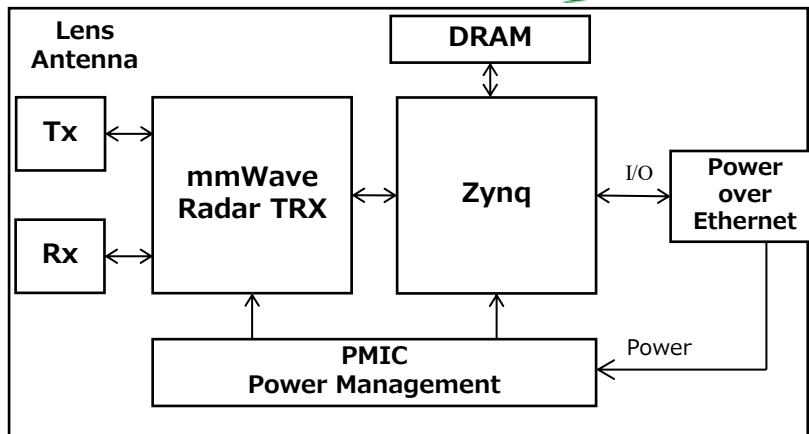 Lens
Antenna
DRAM
Tx
mmWave
Radar TRX
Zynq
I/O
Power
over
Ethernet
Rx
PMIC
Power Management
Power